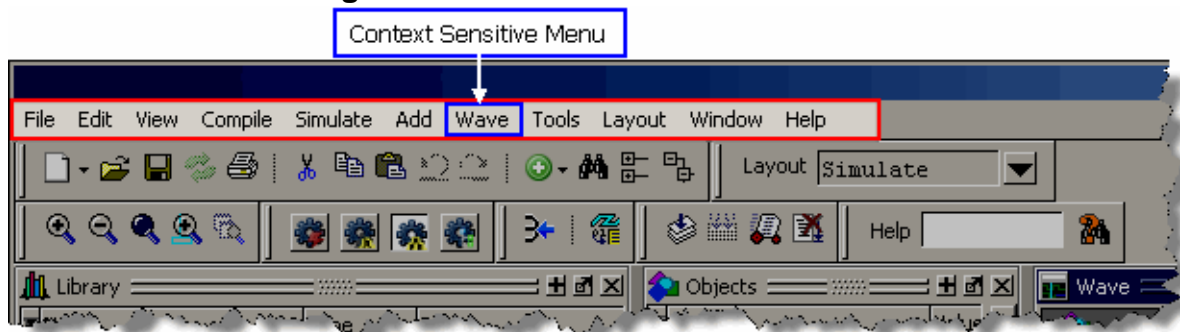 Context Sensitive Menu
File Edit View Compile Simulate Add Wave Tools Layout Window Help
Layout Simulate
Help
Library Objects Wave